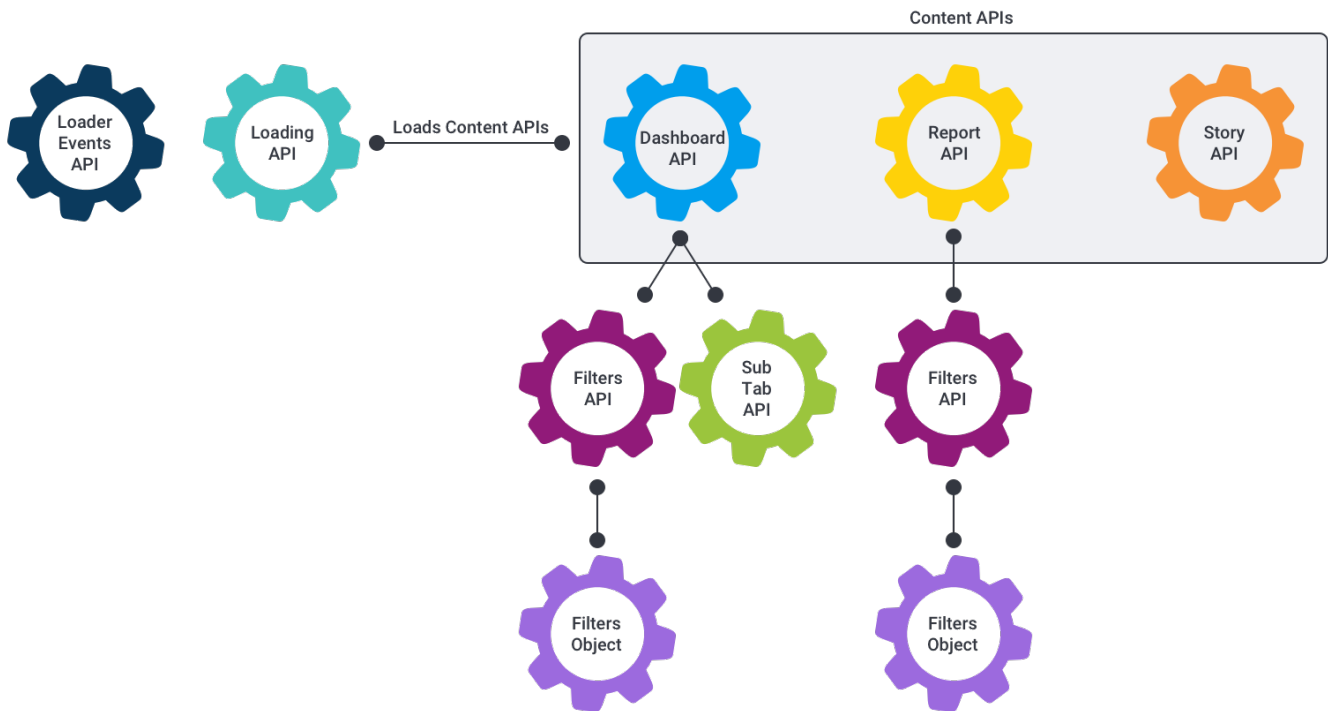 Content APIs
Loader
Events
API
Loading
API
Loads Content APIs
Dashboard
API
Report
API
Story
API
Filters
API
Sub
Tab
API
Filters
API
Filters
Object
Filters
Object